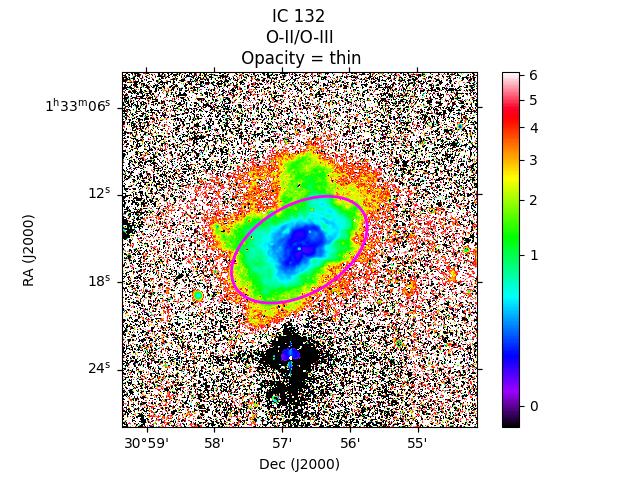 IC 132
O-II/O-III
Opacity = thin
1h33m06s
12s
18s
24s
RA (J2000)
30°59'
58'
57'
56'
55'
Dec (J2000)
6
5
4
3
2
1
0